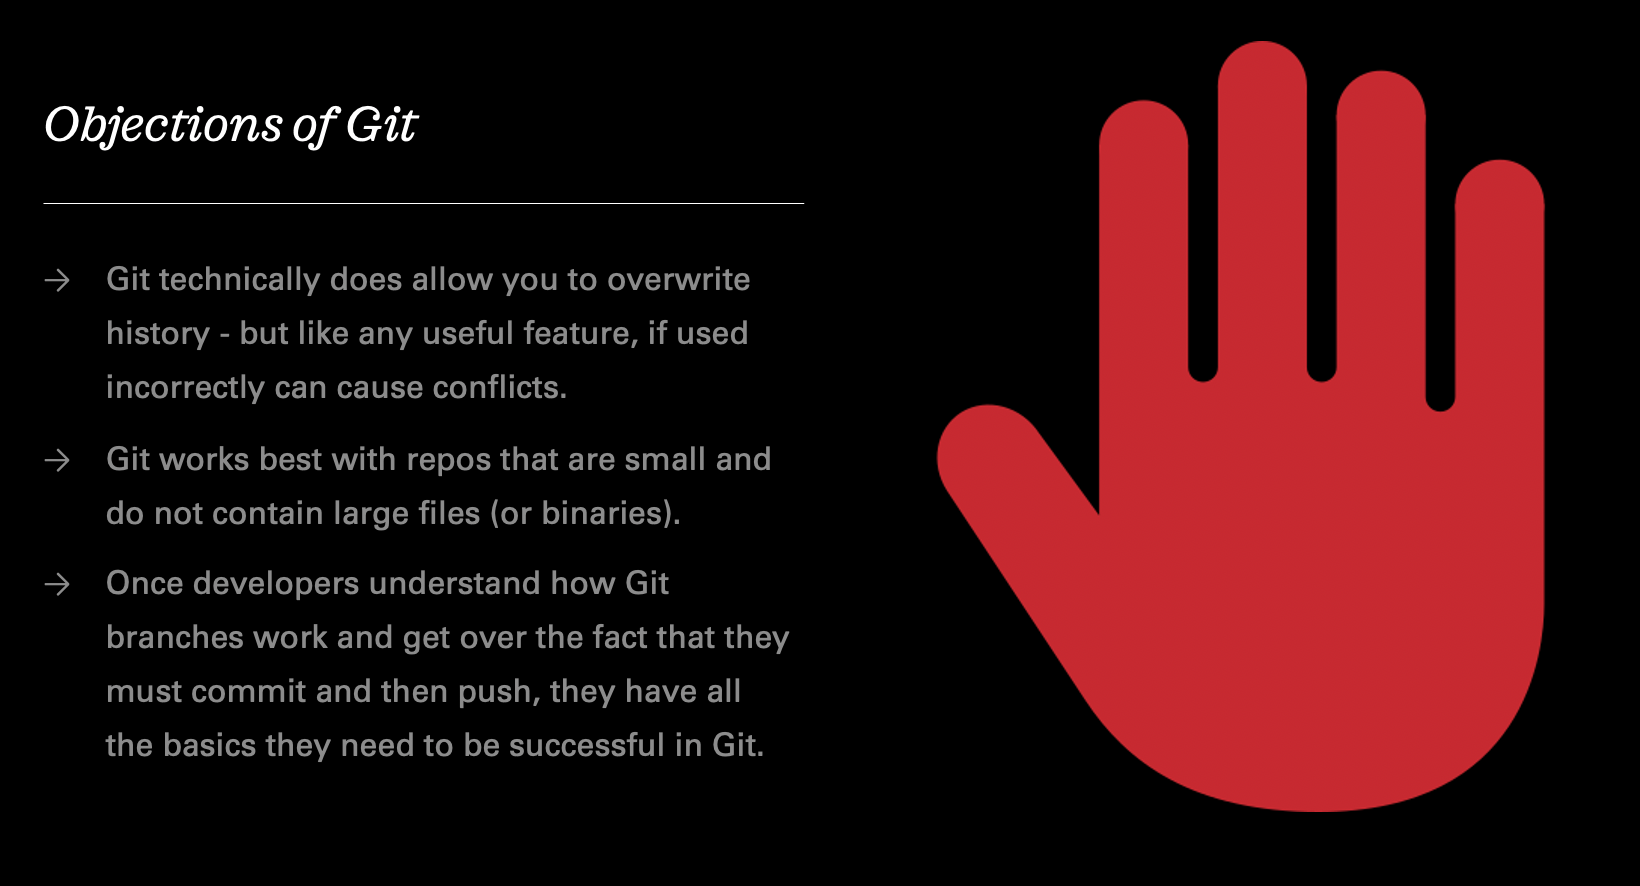 Objections of Git
→ Git technically does allow you to overwrite
history - but like any useful feature, if used
incorrectly can cause conflicts.
→ Git works best with repos that are small and
do not contain large files (or binaries).
→ Once developers understand how Git
branches work and get over the fact that they
must commit and then push, they have all
the basics they need to be successful in Git.